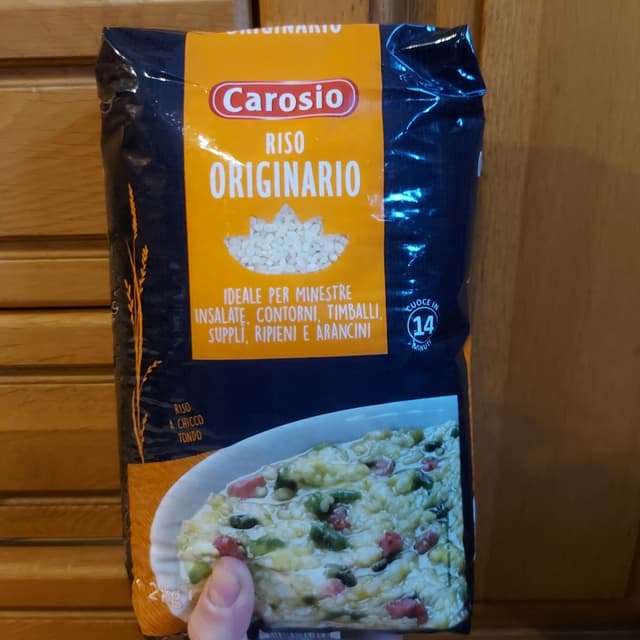 ORIGINARIO
Carosio
RISO
ORIGINARIO
IDEALE PER MINESTRE
INSALATE, CONTORNI, TIMBALLI,
SUPPLÌ, RIPIENI E ARANCINI
CUOCE IN
14
MINUTI
RISO
A CHICCO
TONDO
2kg e